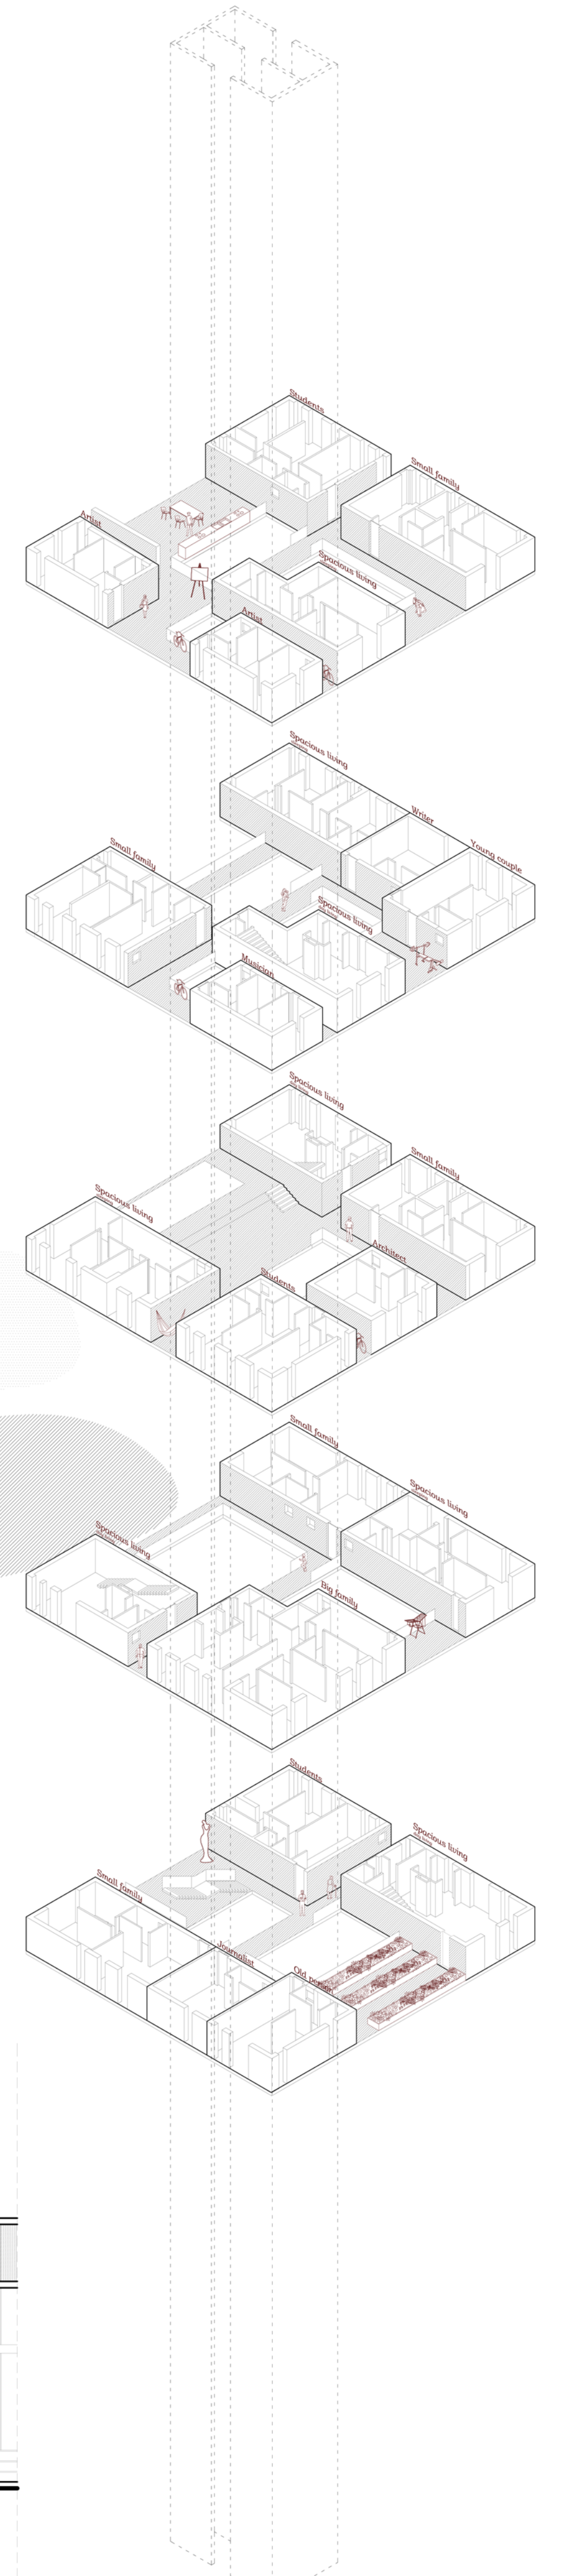 Students
Small family
Artist
Spacious living
Artist
Spacious living
Writer
Young couple
Small family
Spacious living
Musician
Spacious living
Small family
Spacious living
Architect
Students
Small family
Spacious living
Spacious living
Big family
Students
Spacious living
Small family
Journalist
Old person